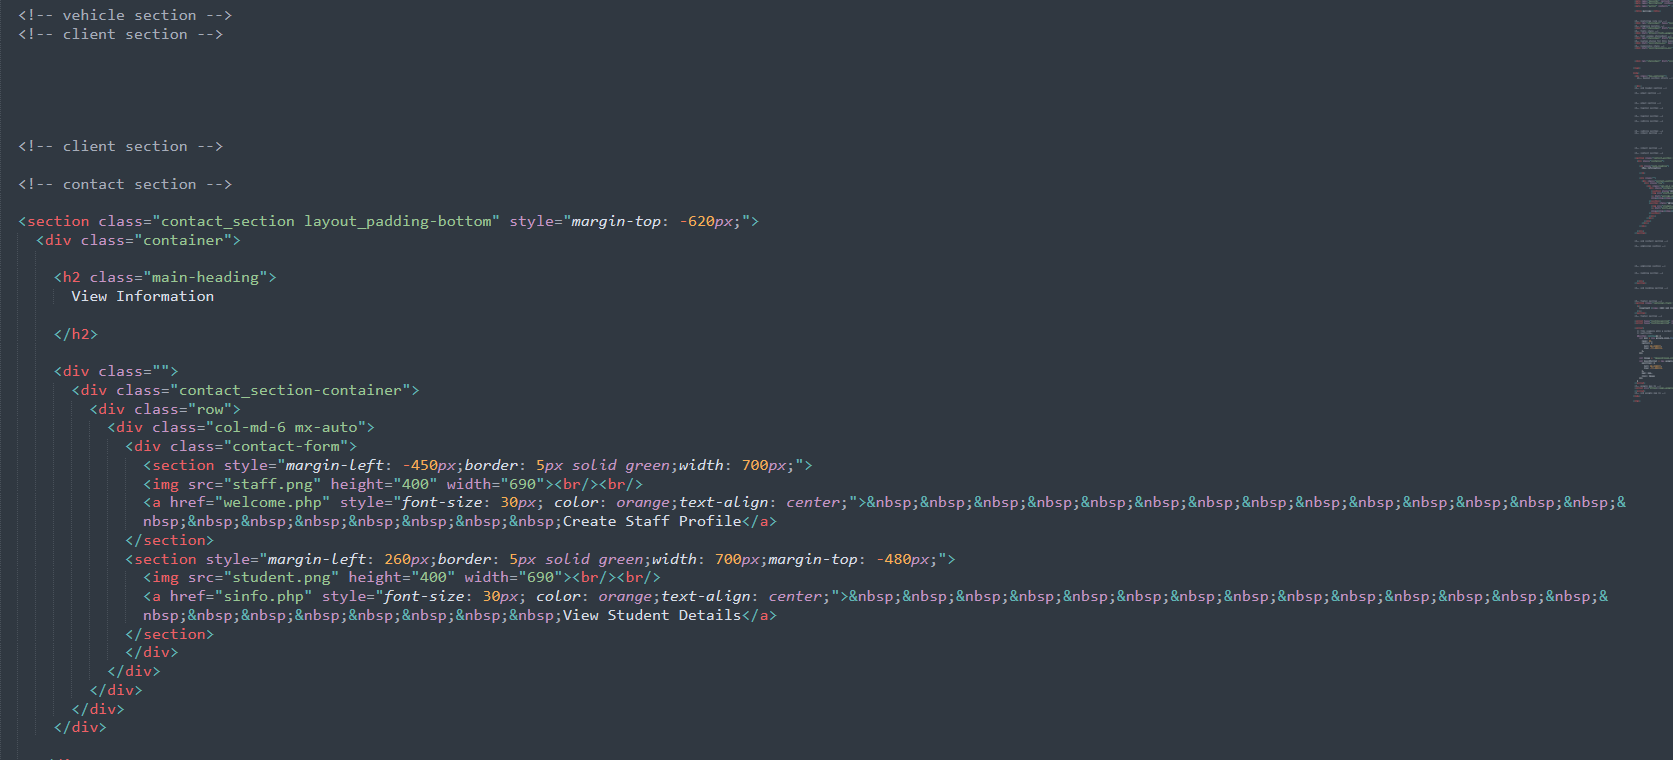 <!-- vehicle section -->
<!-- client section -->
<!-- client section -->
<!-- contact section -->
<section class="contact_section layout_padding-bottom" style="margin-top: -620px;">
<div class="container">
<h2 class="main-heading">
View Information
</h2>
<div class="">
<div class="contact_section-container">
<div class="row">
<div class="col-md-6 mx-auto">
<div class="contact-form">
<section style="margin-left: -450px;border: 5px solid green;width: 700px;">
<img src="staff.png" height="400" width="690"><br/><br/>
<a href="welcome.php" style="font-size: 30px; color: orange;text-align: center;">&nbsp;&nbsp;&nbsp;&nbsp;&nbsp;&nbsp;&nbsp;&nbsp;&nbsp;&nbsp;&nbsp;&nbsp;&nbsp;&nbsp;&
nbsp;&nbsp;&nbsp;&nbsp;&nbsp;&nbsp;&nbsp;&nbsp;Create Staff Profile</a>
</section>
<section style="margin-left: 260px;border: 5px solid green;width: 700px;margin-top: -480px;">
<img src="student.png" height="400" width="690"><br/><br/>
<a href="sinfo.php" style="font-size: 30px; color: orange;text-align: center;">&nbsp;&nbsp;&nbsp;&nbsp;&nbsp;&nbsp;&nbsp;&nbsp;&nbsp;&nbsp;&nbsp;&nbsp;&nbsp;&nbsp;&
nbsp;&nbsp;&nbsp;&nbsp;&nbsp;&nbsp;&nbsp;&nbsp;View Student Details</a>
</section>
</div>
</div>
</div>
</div>
</div>